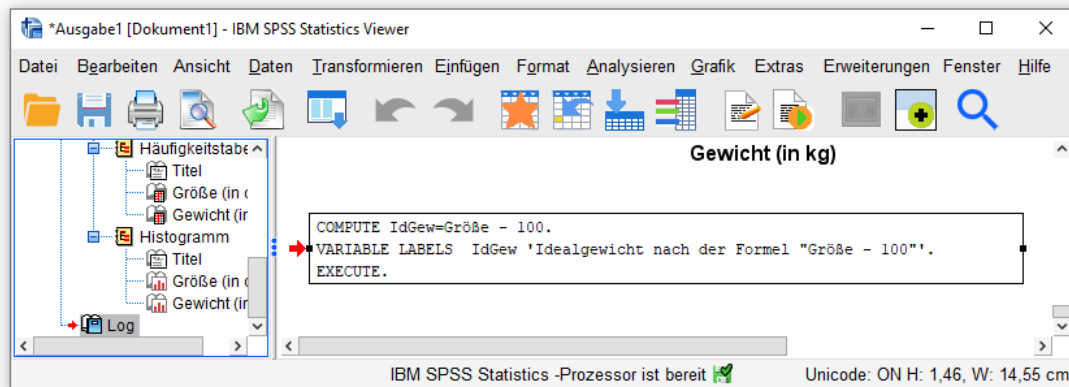 *Ausgabe1 [Dokument1] - IBM SPSS Statistics Viewer
Datei Bearbeiten Ansicht Daten Transformieren Einfügen Format Analysieren Grafik Extras Erweiterungen Fenster Hilfe
Häufigkeitstabe
Titel
Größe (in c
Gewicht (ir
Histogramm
Titel
Größe (in c
Gewicht (ir
Log
Gewicht (in kg)
COMPUTE IdGew=Größe - 100.
VARIABLE LABELS  IdGew 'Idealgewicht nach der Formel "Größe - 100"'.
EXECUTE.
IBM SPSS Statistics -Prozessor ist bereit Unicode: ON H: 1,46, W: 14,55 cm